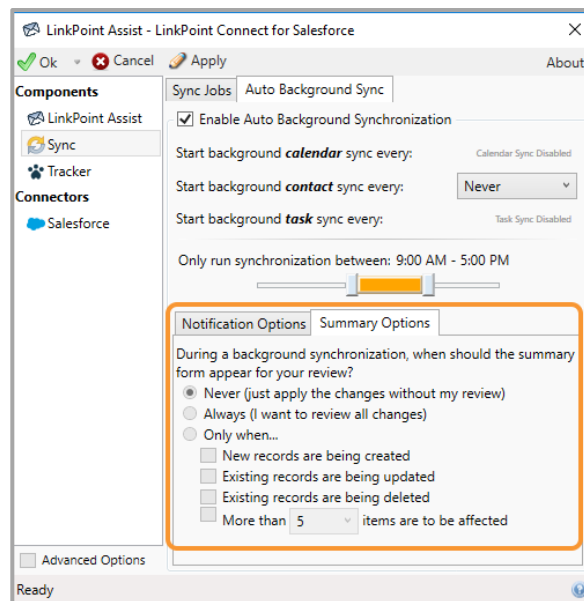 LinkPoint Assist - LinkPoint Connect for Salesforce
Ok Cancel Apply About
Components
LinkPoint Assist
Sync
Tracker
Connectors
Salesforce
Advanced Options
Sync Jobs Auto Background Sync
Enable Auto Background Synchronization
Start background calendar sync every: Calendar Sync Disabled
Start background contact sync every: Never
Start background task sync every: Task Sync Disabled
Only run synchronization between: 9:00 AM - 5:00 PM
Notification Options Summary Options
During a background synchronization, when should the summary
form appear for your review?
Never (just apply the changes without my review)
Always (I want to review all changes)
Only when...
New records are being created
Existing records are being updated
Existing records are being deleted
More than 5 items are to be affected
Ready